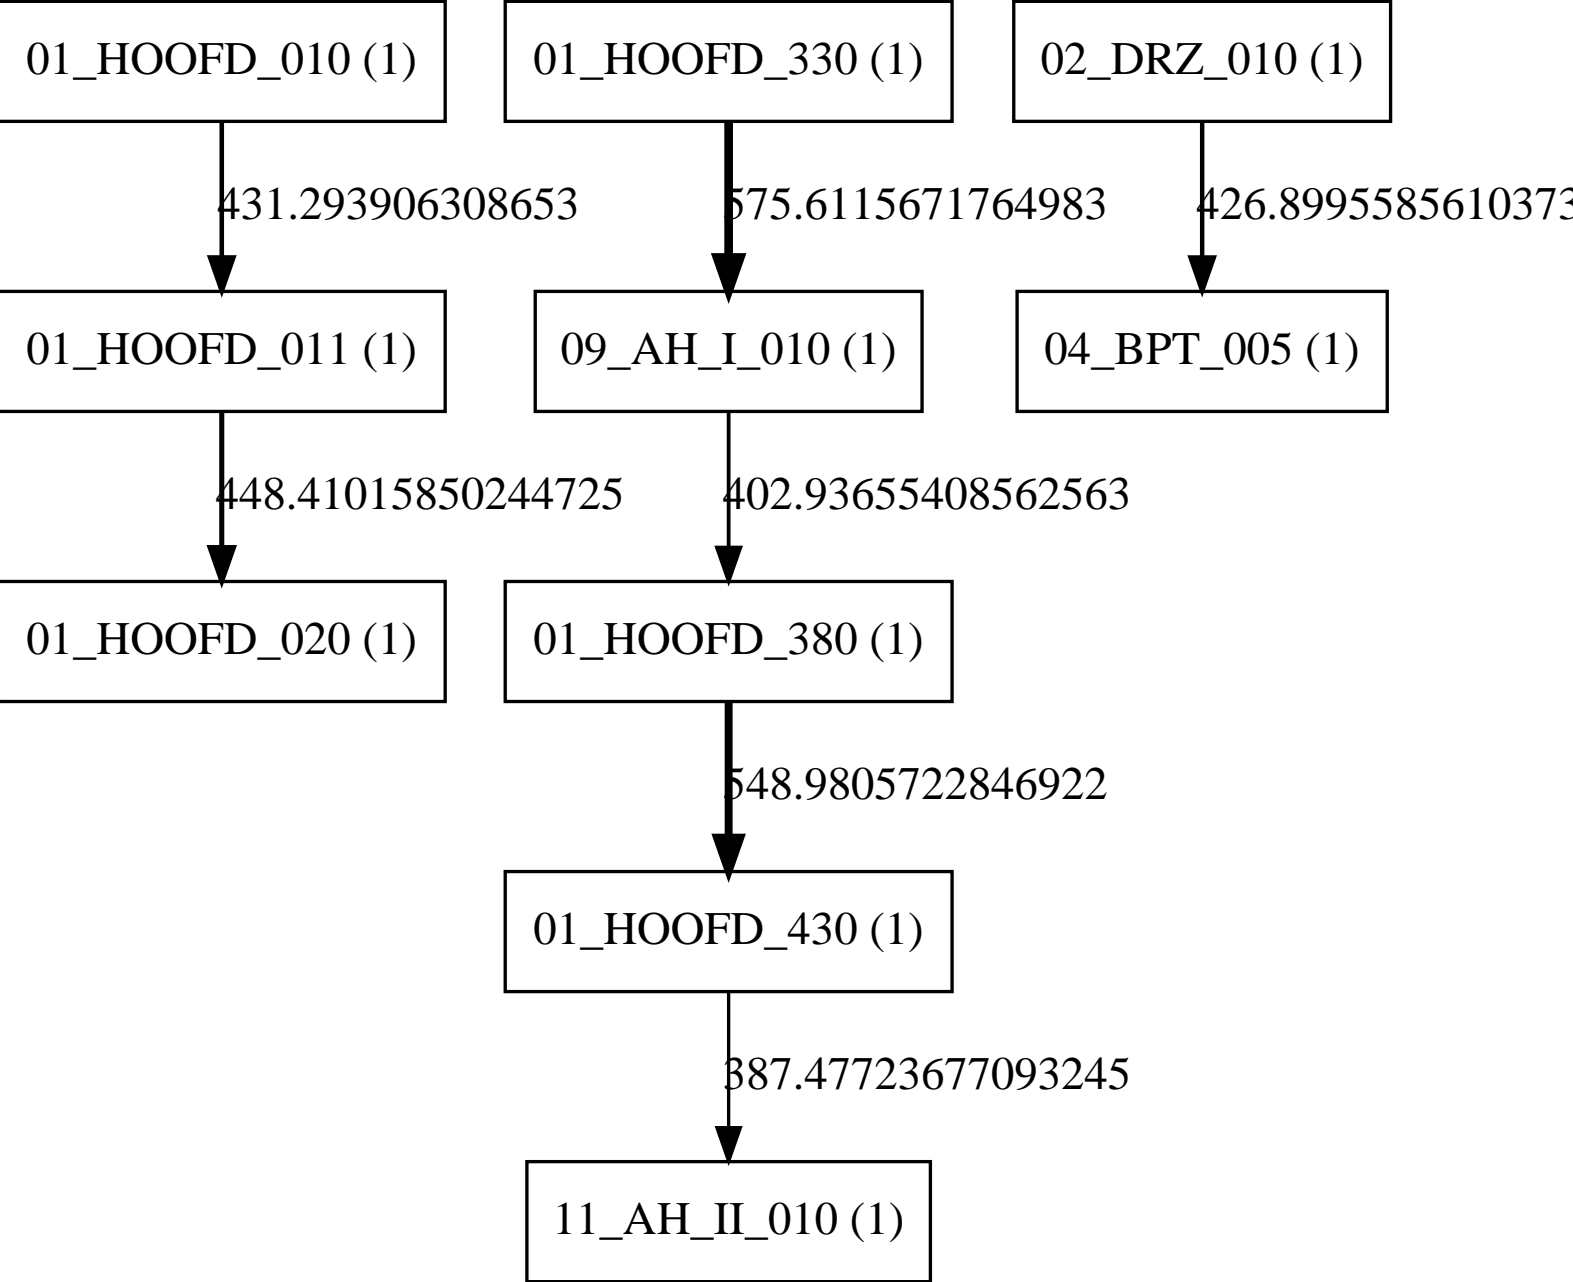 01_HOOFD_010 (1)
01_HOOFD_330 (1)
02_DRZ_010 (1)
431.293906308653
575.6115671764983
426.8995585610373
01_HOOFD_011 (1)
09_AH_I_010 (1)
04_BPT_005 (1)
448.41015850244725
402.93655408562563
01_HOOFD_020 (1)
01_HOOFD_380 (1)
548.9805722846922
01_HOOFD_430 (1)
387.47723677093245
11_AH_II_010 (1)